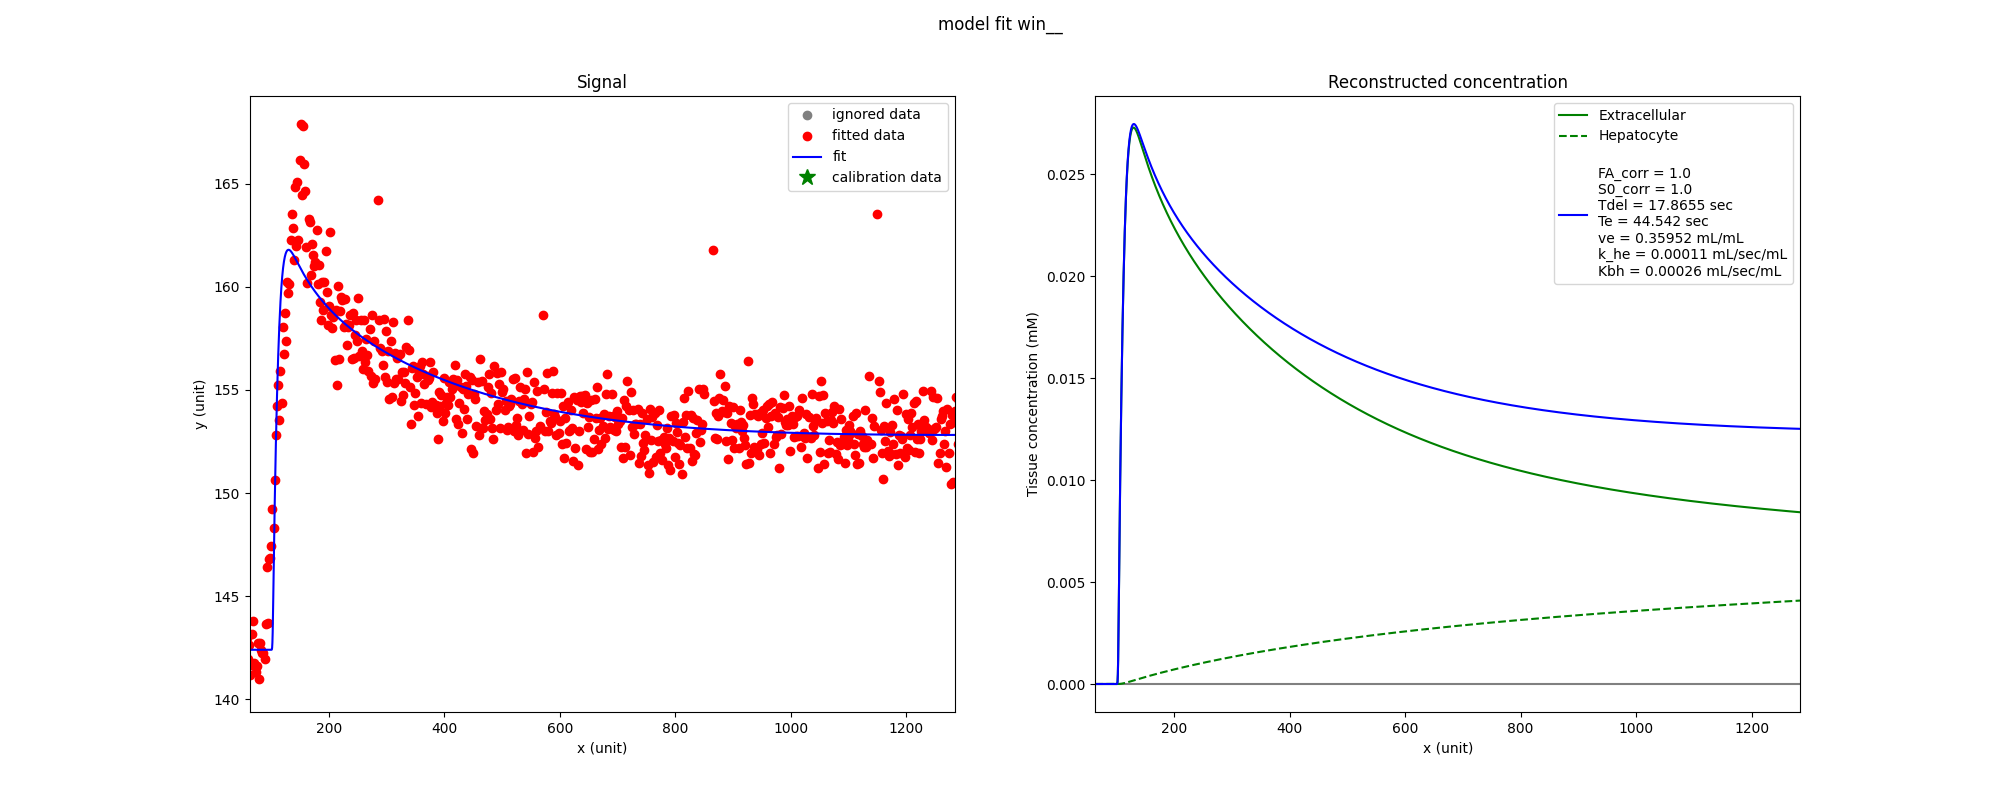 model fit win__
Signal
ignored data
fitted data
fit
calibration data
y (unit)
165
160
155
150
145
140
200 400 600 800 1000 1200
x (unit)
Reconstructed concentration
Extracellular
Hepatocyte
FA_corr = 1.0
S0_corr = 1.0
Tdel = 17.8655 sec
Te = 44.542 sec
ve = 0.35952 mL/mL
k_he = 0.00011 mL/sec/mL
Kbh = 0.00026 mL/sec/mL
Tissue concentration (mM)
0.025
0.020
0.015
0.010
0.005
0.000
200 400 600 800 1000 1200
x (unit)